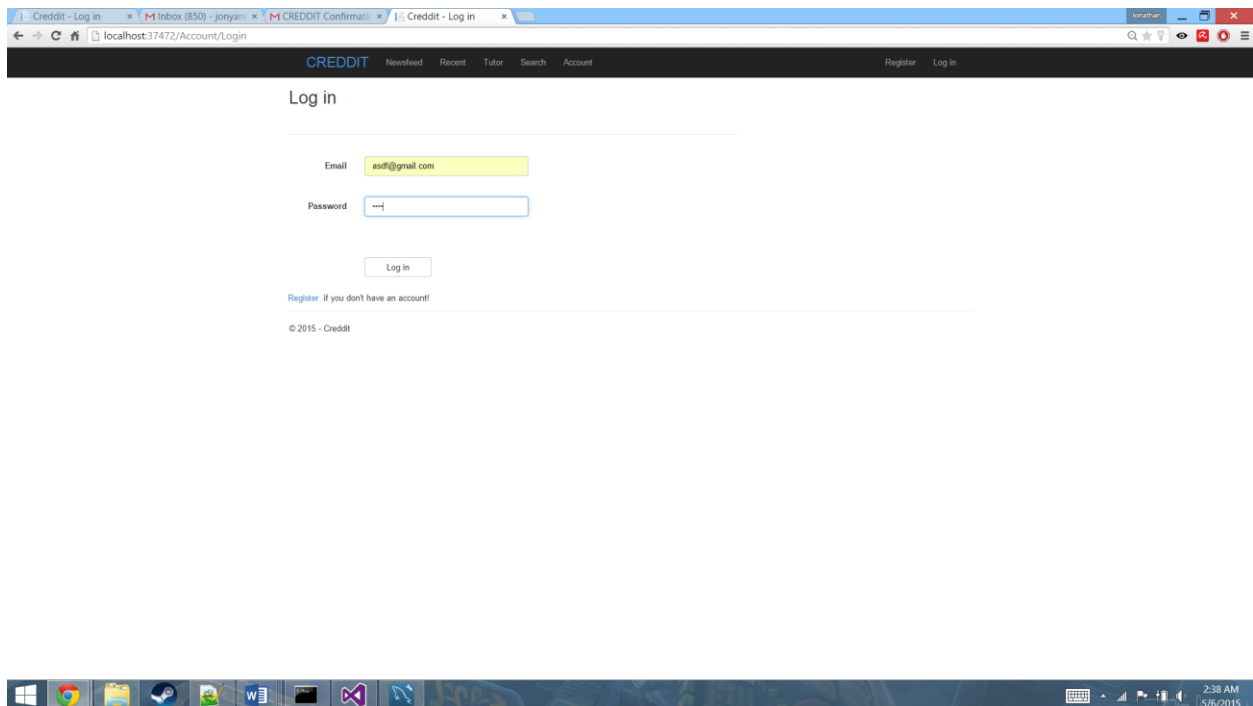 Creddit - Log in
Inbox (850) - jonyan
CREDDIT Confirmati
Creddit - Log in
Jonathan
localhost:37472/Account/Login
CREDDIT Newsfeed Recent Tutor Search Account Register Log in
Log in
Email asdf@gmail.com
Password ••••
Log in
Register if you don't have an account!
© 2015 - Creddit
2:38 AM
5/6/2015